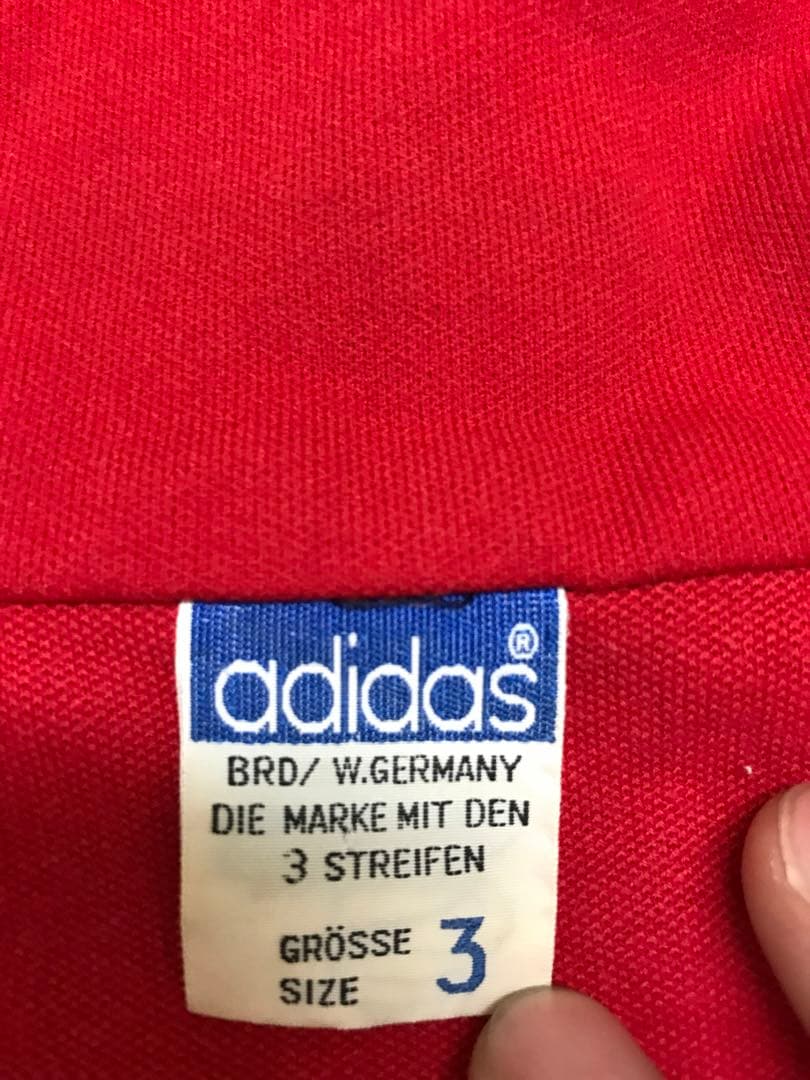 adidas®
BRD/ W.GERMANY
DIE MARKE MIT DEN
3 STREIFEN
GRÖSSE 3
SIZE